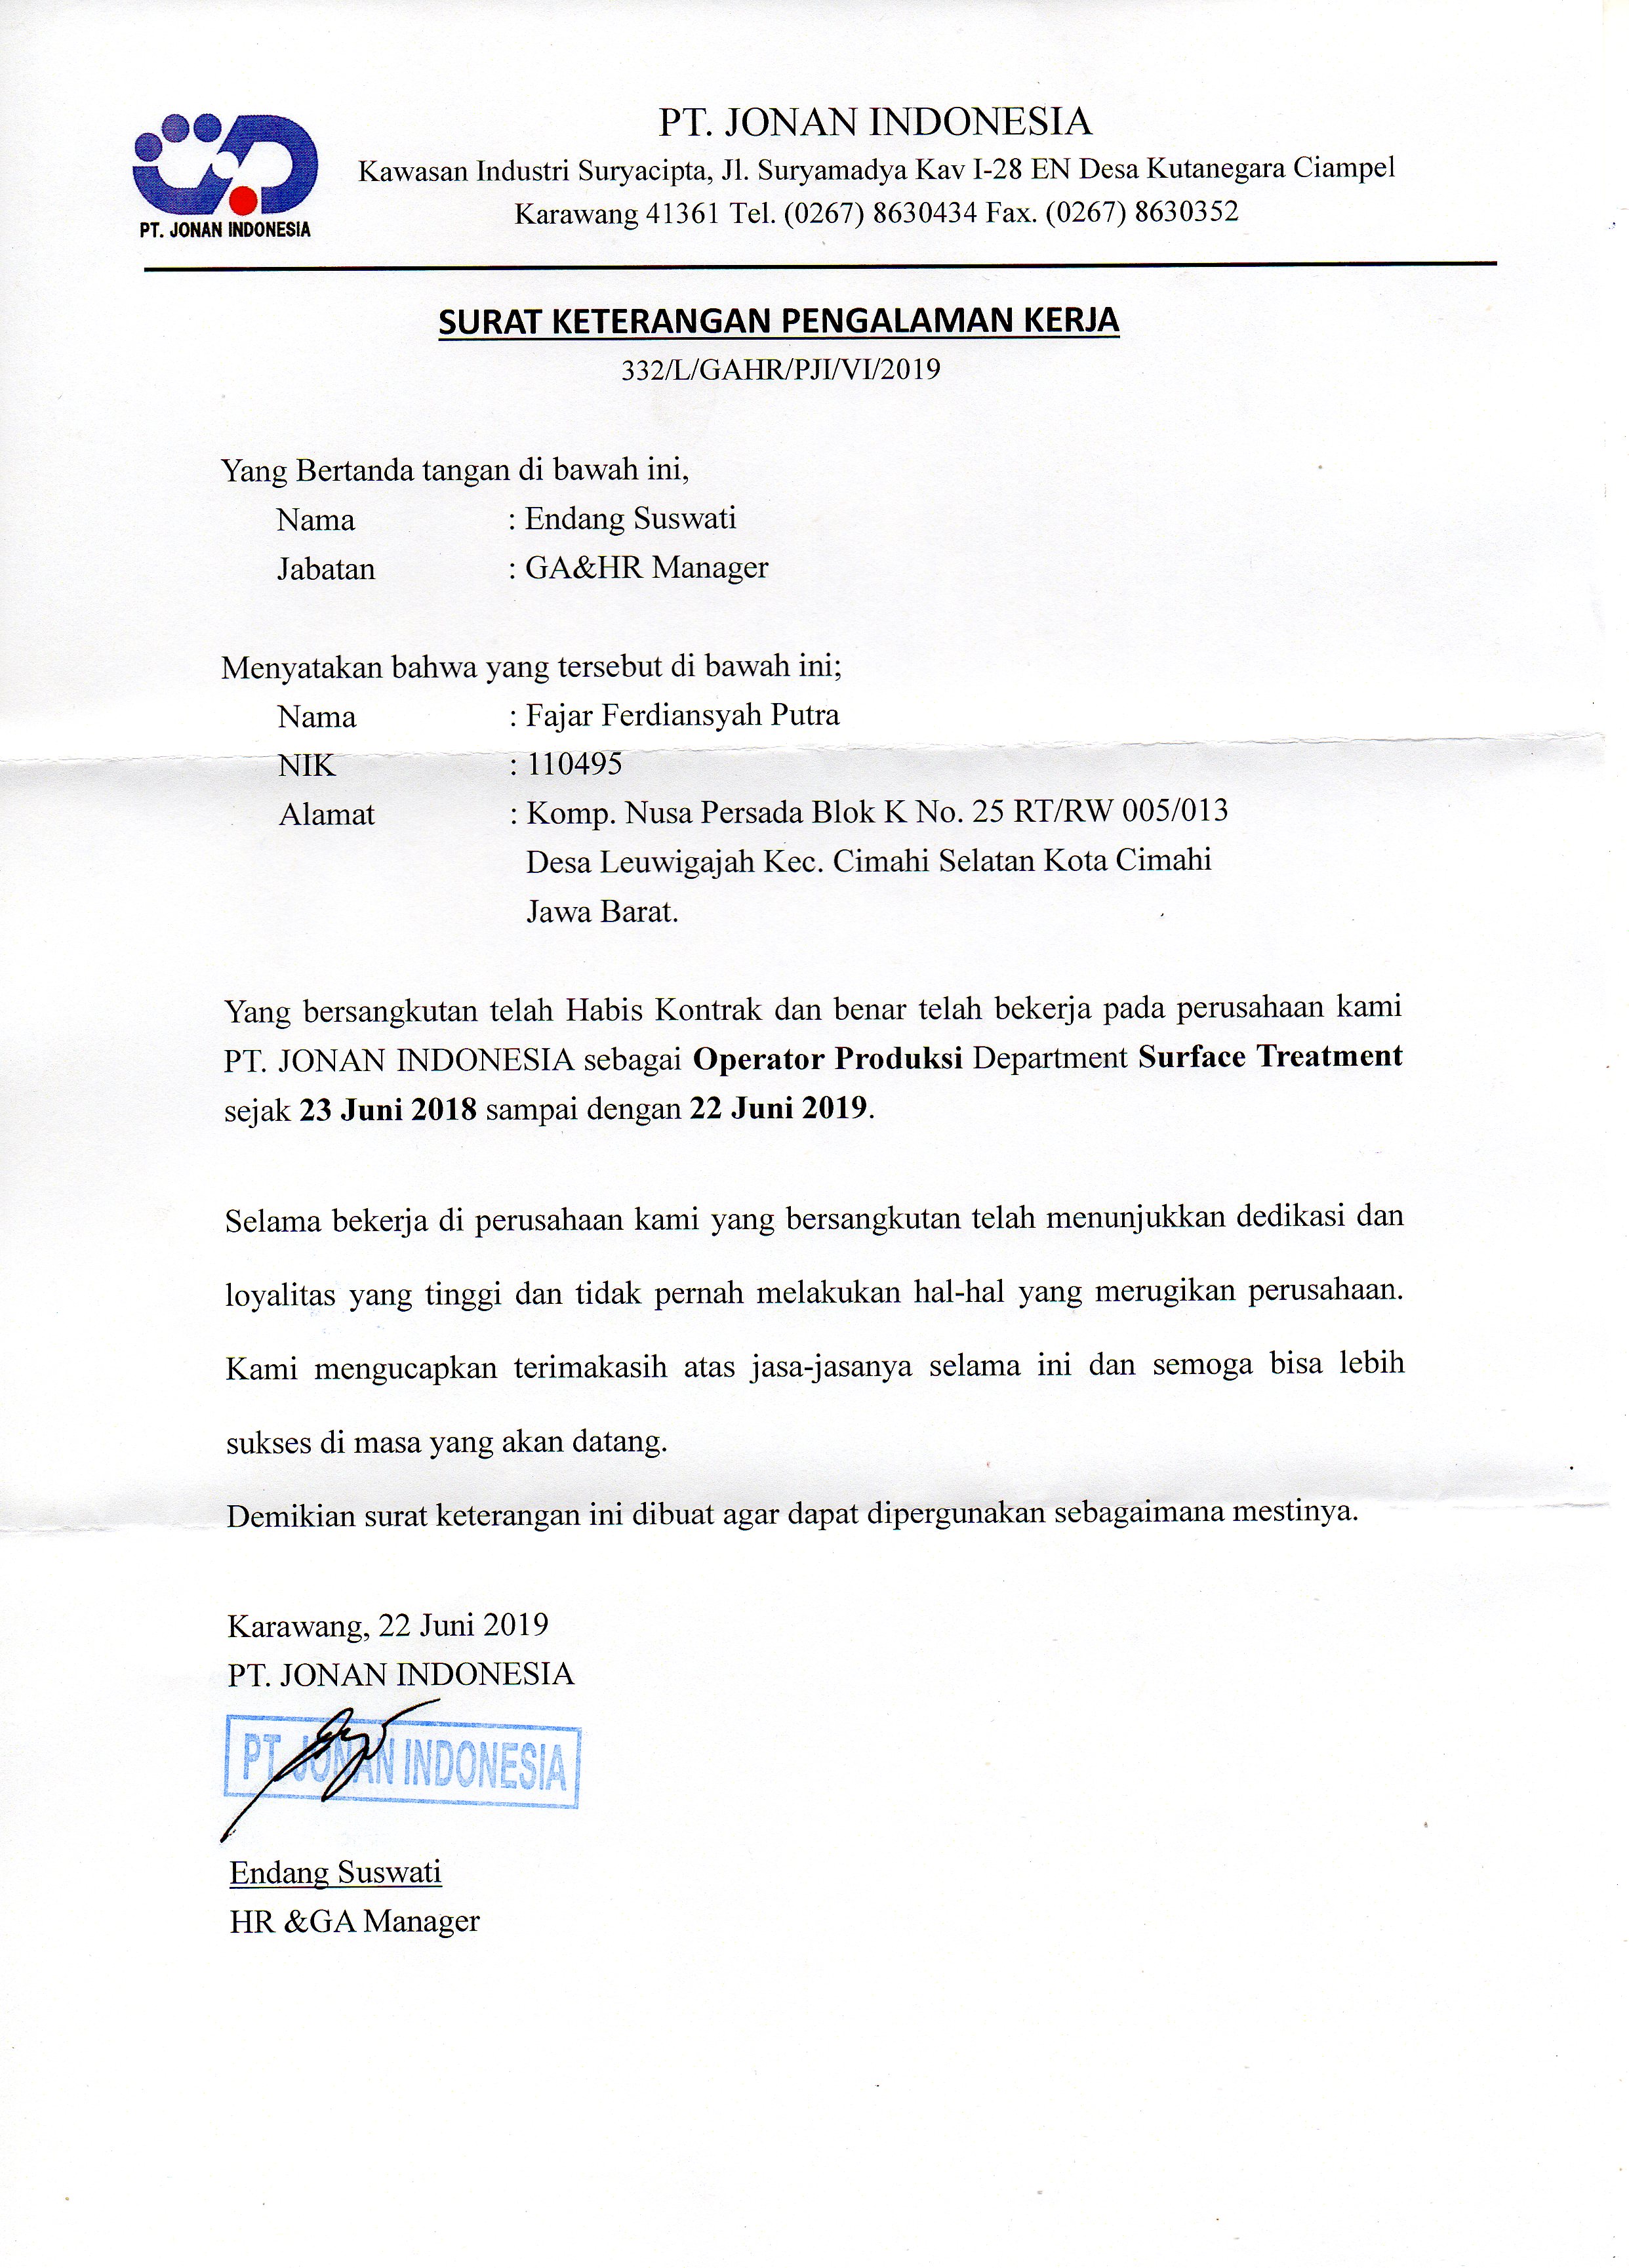 PT. JONAN INDONESIA
Kawasan Industri Suryacipta, Jl. Suryamadya Kav I-28 EN Desa Kutanegara Ciampel
Karawang 41361 Tel. (0267) 8630434 Fax. (0267) 8630352
PT. JONAN INDONESIA
SURAT KETERANGAN PENGALAMAN KERJA
332/L/GAHR/PJI/VI/2019
Yang Bertanda tangan di bawah ini,
Nama : Endang Suswati
Jabatan : GA&HR Manager
Menyatakan bahwa yang tersebut di bawah ini;
Nama : Fajar Ferdiansyah Putra
NIK : 110495
Alamat : Komp. Nusa Persada Blok K No. 25 RT/RW 005/013
Desa Leuwigajah Kec. Cimahi Selatan Kota Cimahi
Jawa Barat.
Yang bersangkutan telah Habis Kontrak dan benar telah bekerja pada perusahaan kami
PT. JONAN INDONESIA sebagai Operator Produksi Department Surface Treatment
sejak 23 Juni 2018 sampai dengan 22 Juni 2019.
Selama bekerja di perusahaan kami yang bersangkutan telah menunjukkan dedikasi dan
loyalitas yang tinggi dan tidak pernah melakukan hal-hal yang merugikan perusahaan.
Kami mengucapkan terimakasih atas jasa-jasanya selama ini dan semoga bisa lebih
sukses di masa yang akan datang.
Demikian surat keterangan ini dibuat agar dapat dipergunakan sebagaimana mestinya.
Karawang, 22 Juni 2019
PT. JONAN INDONESIA
PT. JONAN INDONESIA
Endang Suswati
HR &GA Manager